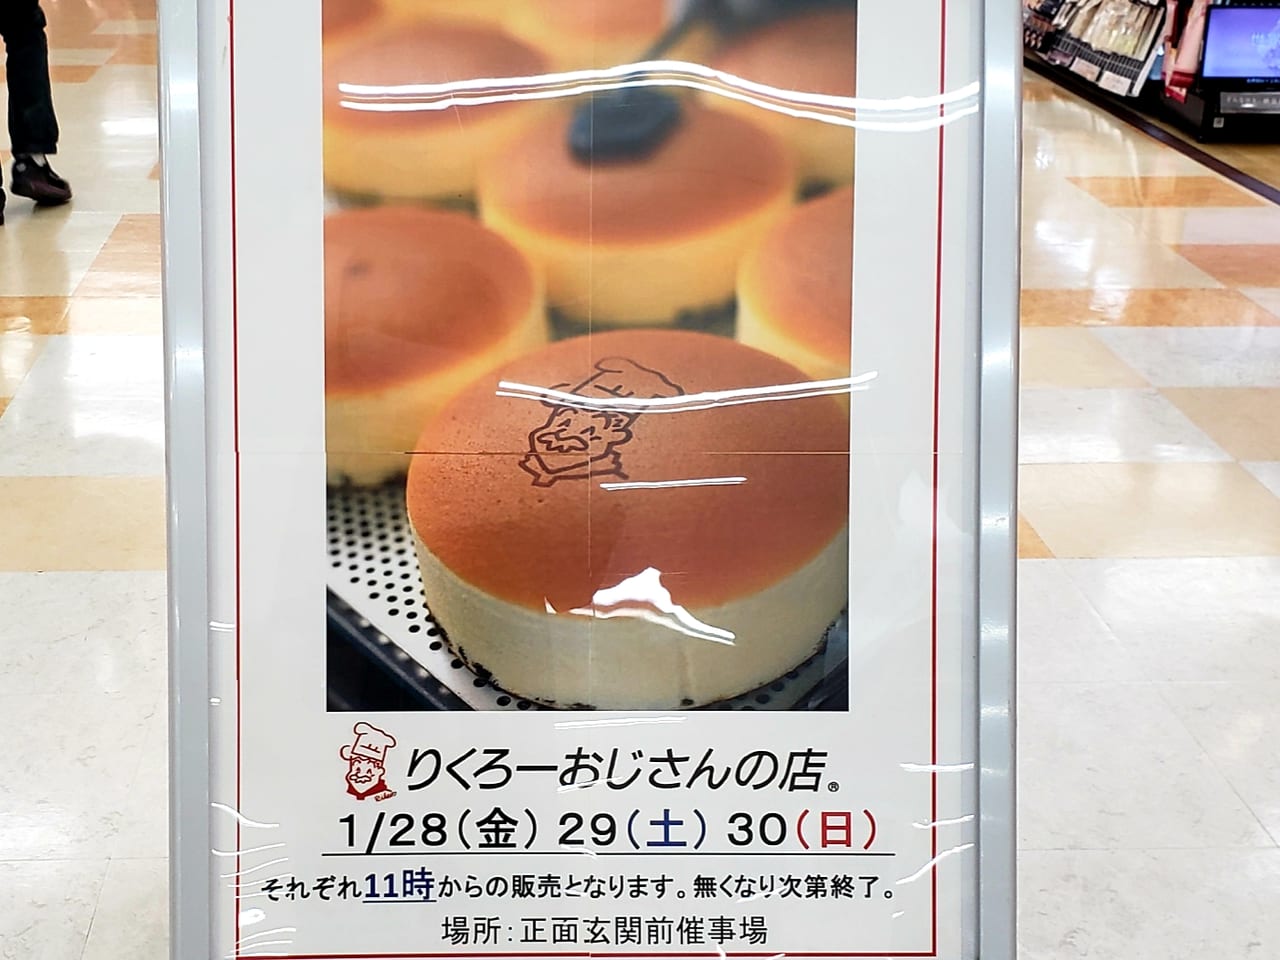 りくろーおじさんの店®
1/28(金) 29(土) 30(日)
それぞれ11時からの販売となります。無くなり次第終了。
場所：正面玄関前催事場